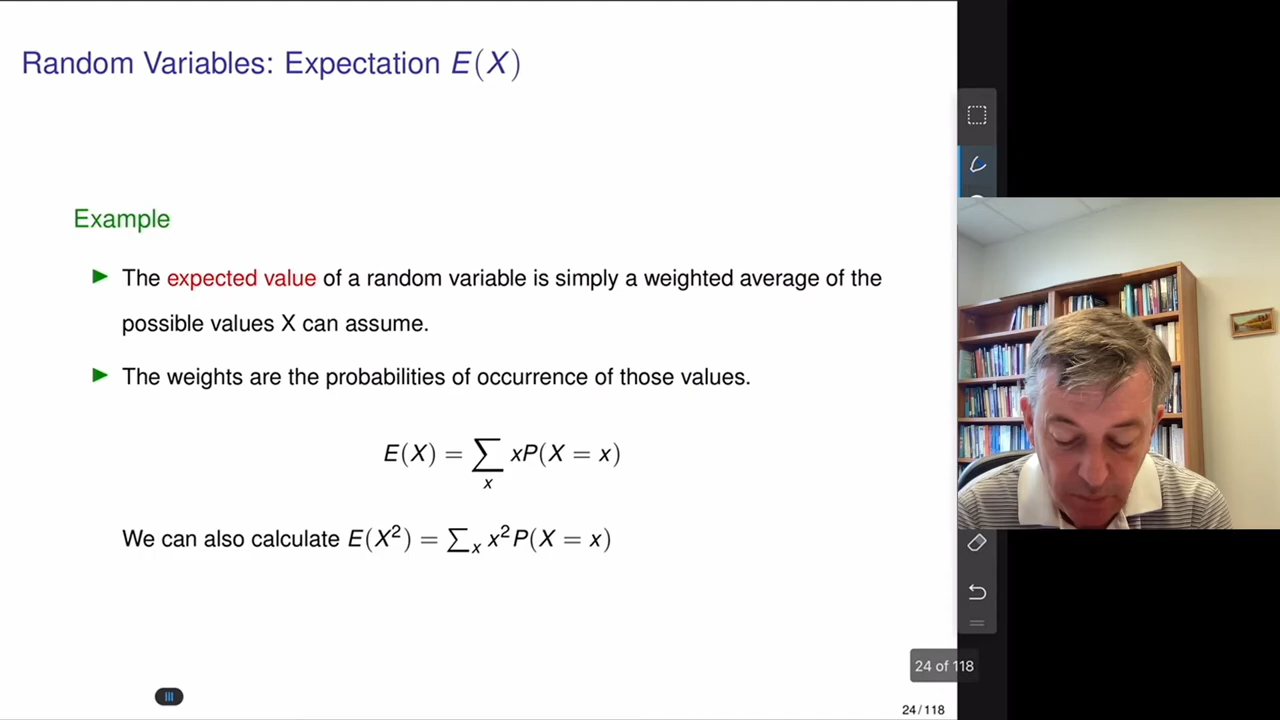 Random Variables: Expectation E(X)
Example
▶ The expected value of a random variable is simply a weighted average of the
possible values X can assume.
▶ The weights are the probabilities of occurrence of those values.
E(X) = ∑ₓ xP(X = x)
We can also calculate E(X²) = ∑ₓ x²P(X = x)
24 of 118
24/118